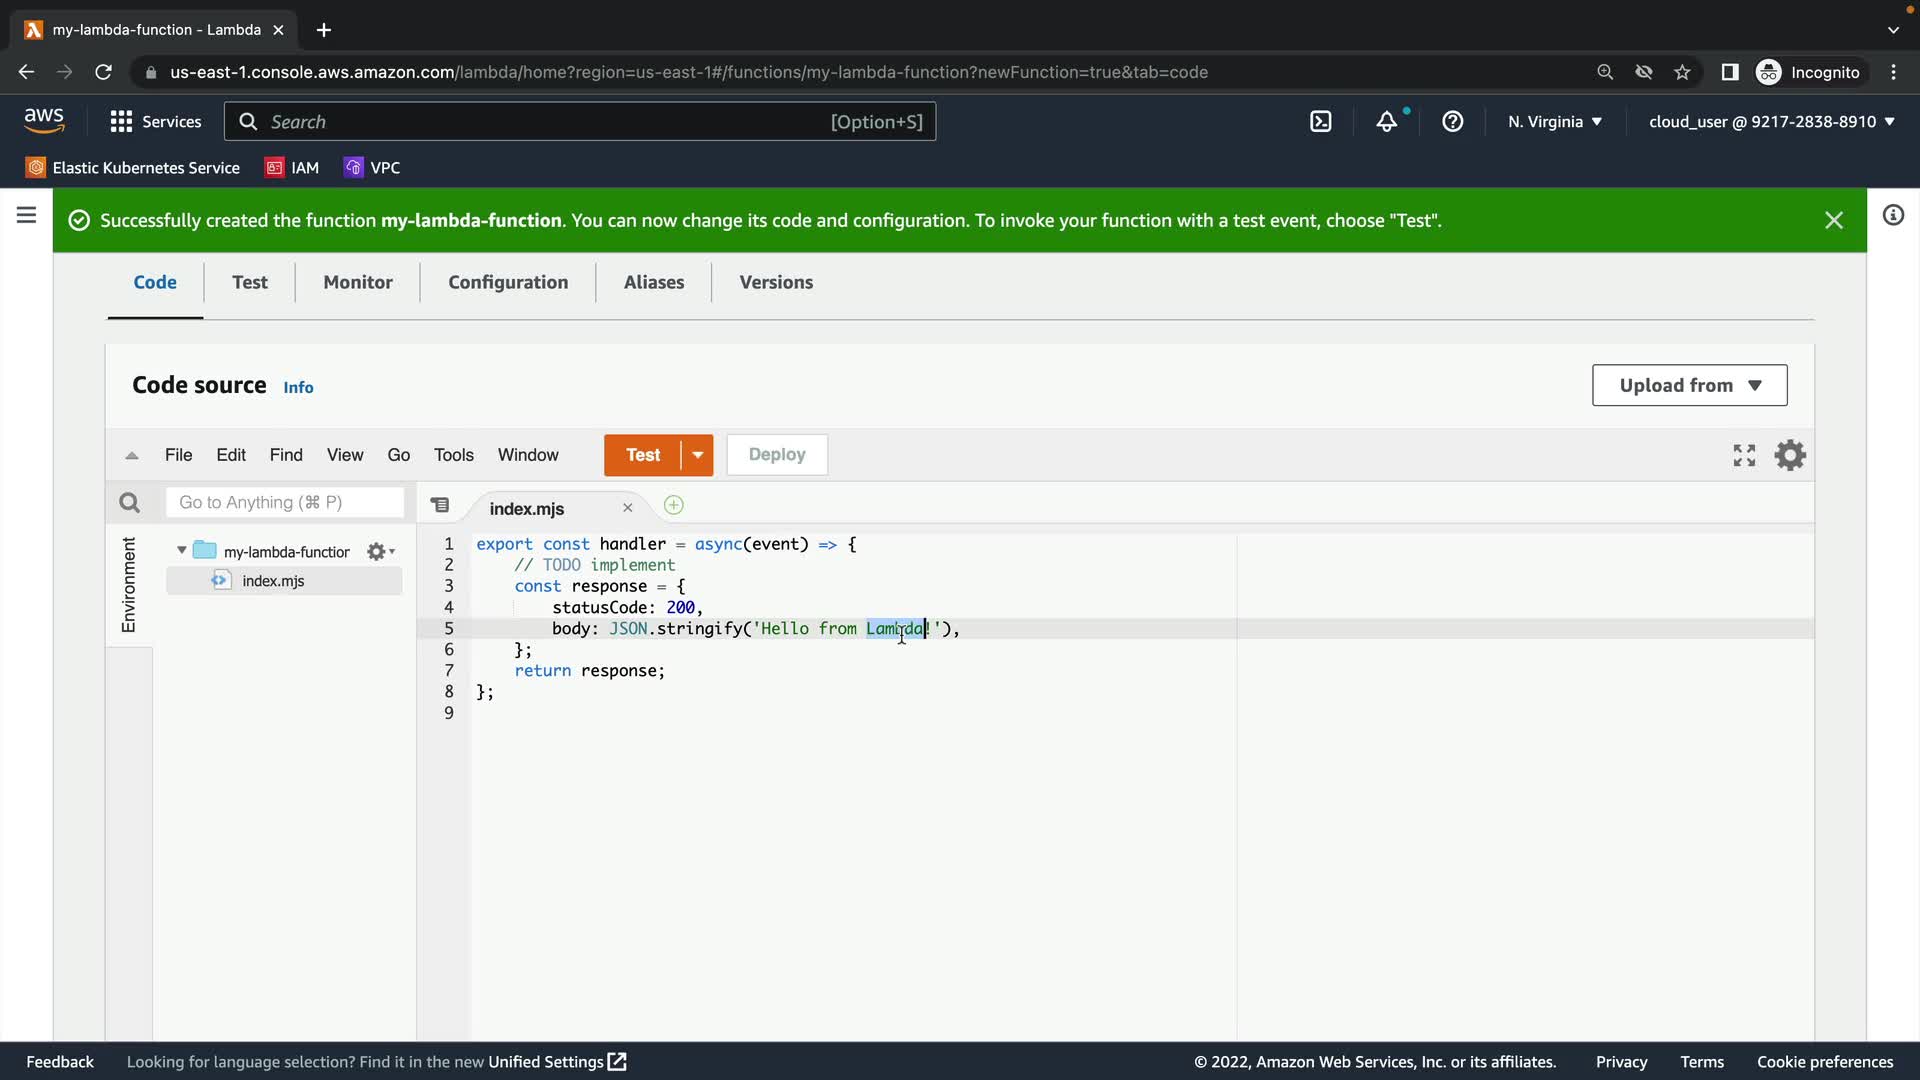 my-lambda-function - Lambda
us-east-1.console.aws.amazon.com/lambda/home?region=us-east-1#/functions/my-lambda-function?newFunction=true&tab=code
Incognito
aws
Services
Search
[Option+S]
N. Virginia
cloud_user @ 9217-2838-8910
Elastic Kubernetes Service
IAM
VPC
Successfully created the function my-lambda-function. You can now change its code and configuration. To invoke your function with a test event, choose "Test".
Code
Test
Monitor
Configuration
Aliases
Versions
Code source
Info
Upload from
File
Edit
Find
View
Go
Tools
Window
Test
Deploy
Go to Anything (⌘ P)
index.mjs
Environment
my-lambda-functior
index.mjs
1 export const handler = async(event) => {
2 // TODO implement
3 const response = {
4 statusCode: 200,
5 body: JSON.stringify('Hello from Lambda!'),
6 };
7 return response;
8 };
9
Feedback
Looking for language selection? Find it in the new Unified Settings
© 2022, Amazon Web Services, Inc. or its affiliates.
Privacy
Terms
Cookie preferences